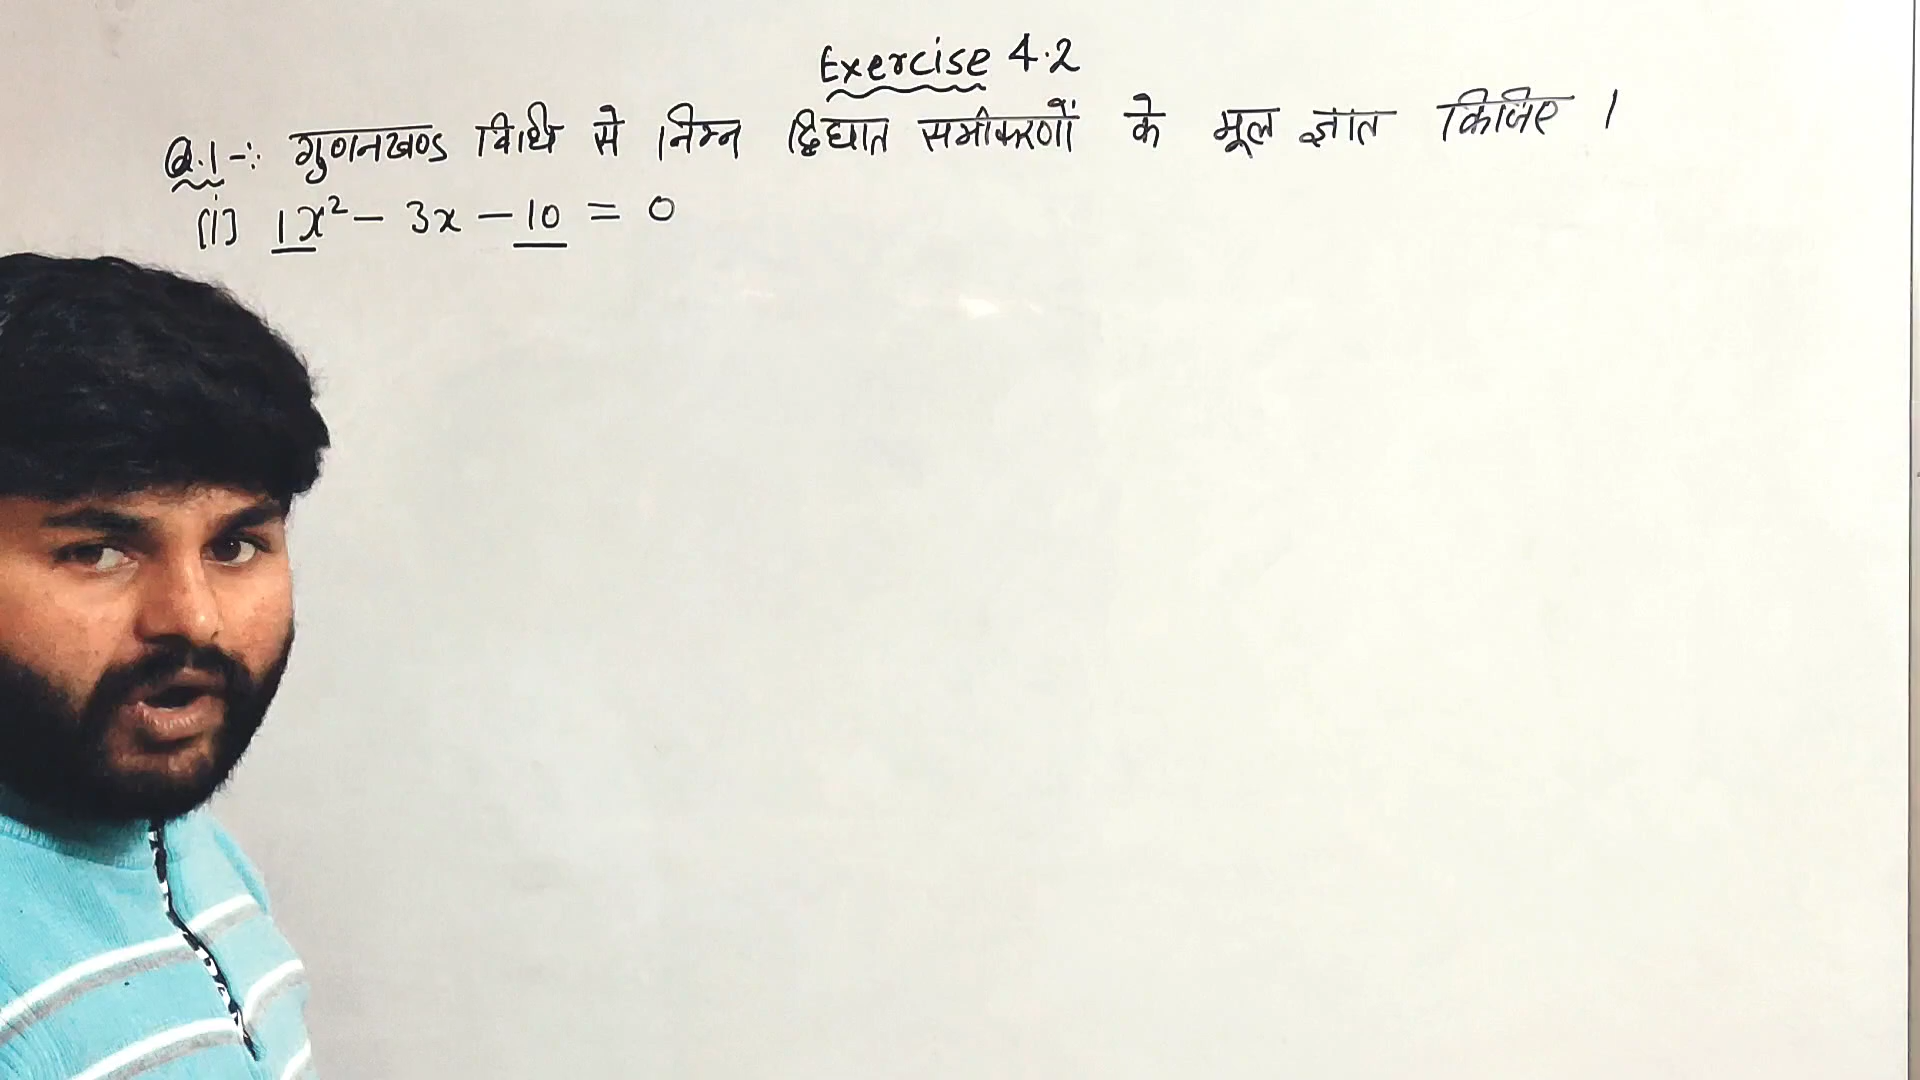 Exercise 4.2
Q.1-: गुणनखण्ड विधि से निम्न द्विघात समीकरणों के मूल ज्ञात किजिए ।
(i) 1x² - 3x - 10 = 0